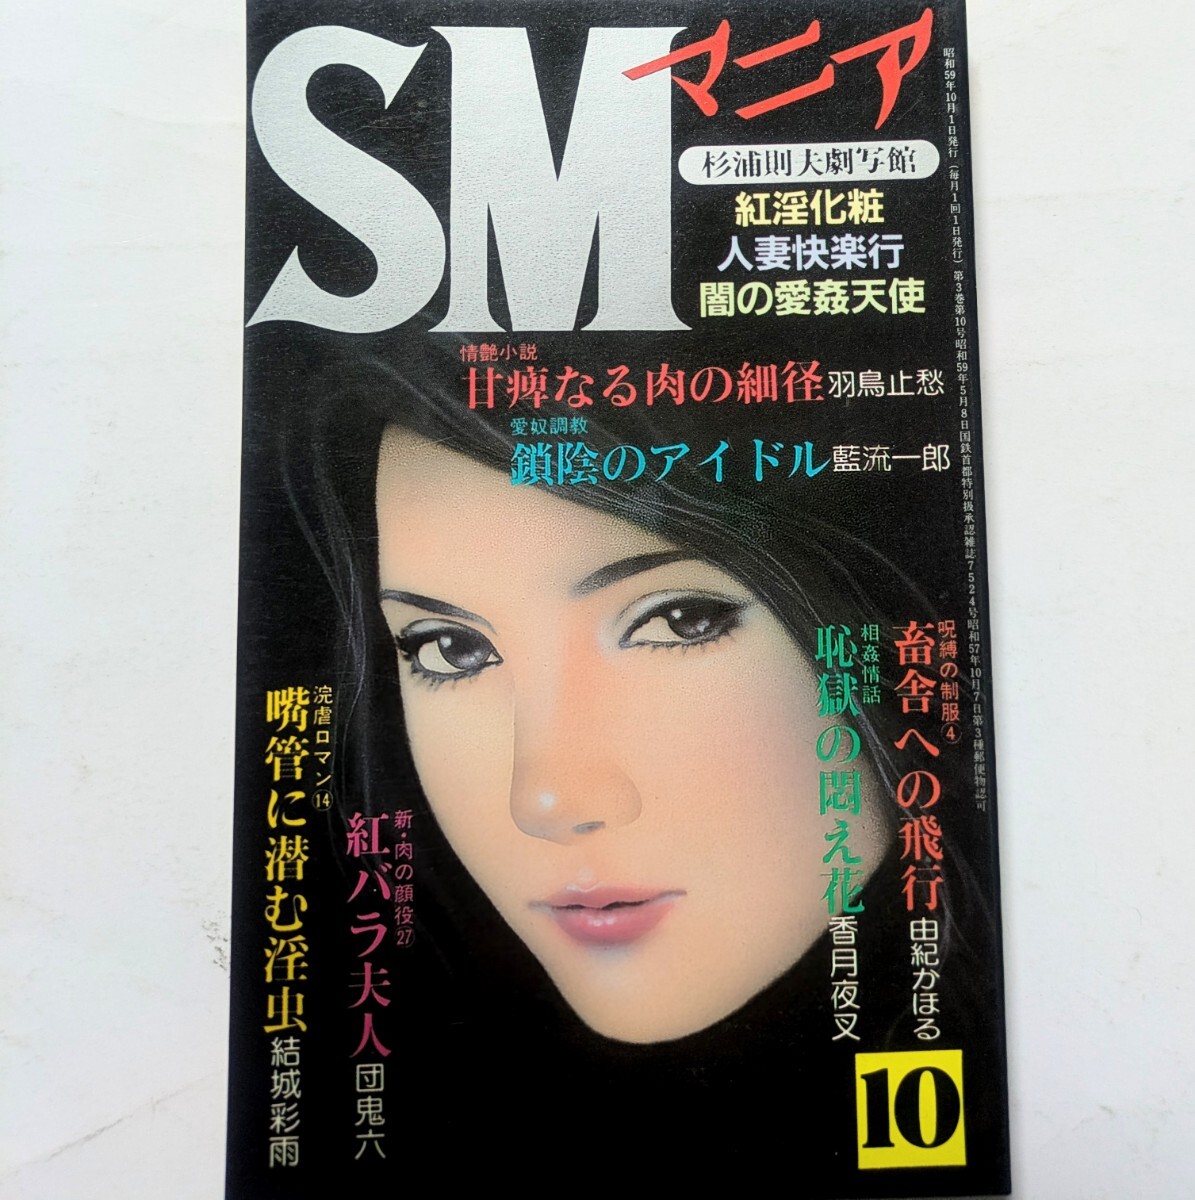 SM
マニア
杉浦則夫劇写館
紅淫化粧
人妻快楽行
闇の愛姦天使
情艶小説
甘痺なる肉の細径 羽鳥止愁
愛奴調教
鎖陰のアイドル 藍流一郎
呪縛の制服④
畜舎への飛行 由紀かほる
相姦情話
恥獄の悶え花 香月夜叉
新・肉の顔役㉗
紅バラ夫人 団鬼六
浣虐ロマン⑭
嘴管に潜む淫虫 結城彩雨
10
昭和59年10月1日発行(毎月1回1日発行)第3巻第10号昭和59年5月8日国鉄首都特別扱承認雑誌7524号昭和57年10月7日第3種郵便物認可